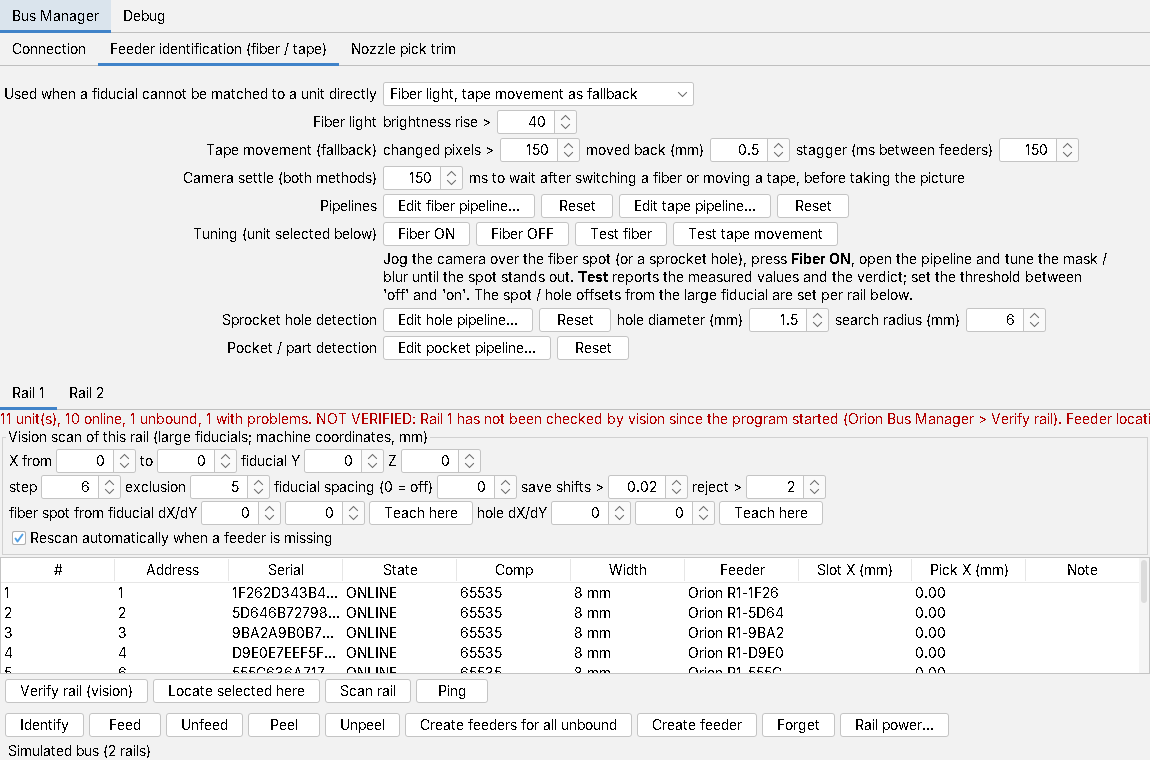 Bus Manager Debug
Connection Feeder identification (fiber / tape) Nozzle pick trim
Used when a fiducial cannot be matched to a unit directly Fiber light, tape movement as fallback
Fiber light brightness rise > 40
Tape movement (fallback) changed pixels > 150 moved back (mm) 0.5 stagger (ms between feeders) 150
Camera settle (both methods) 150 ms to wait after switching a fiber or moving a tape, before taking the picture
Pipelines Edit fiber pipeline... Reset Edit tape pipeline... Reset
Tuning (unit selected below) Fiber ON Fiber OFF Test fiber Test tape movement
Jog the camera over the fiber spot (or a sprocket hole), press Fiber ON, open the pipeline and tune the mask /
blur until the spot stands out. Test reports the measured values and the verdict; set the threshold between
'off' and 'on'. The spot / hole offsets from the large fiducial are set per rail below.
Sprocket hole detection Edit hole pipeline... Reset hole diameter (mm) 1.5 search radius (mm) 6
Pocket / part detection Edit pocket pipeline... Reset
Rail 1 Rail 2
11 unit(s), 10 online, 1 unbound, 1 with problems. NOT VERIFIED: Rail 1 has not been checked by vision since the program started (Orion Bus Manager > Verify rail). Feeder locati
Vision scan of this rail (large fiducials; machine coordinates, mm)
X from 0 to 0 fiducial Y 0 Z 0
step 6 exclusion 5 fiducial spacing (0 = off) 0 save shifts > 0.02 reject > 2
fiber spot from fiducial dX/dY 0 0 Teach here hole dX/dY 0 0 Teach here
Rescan automatically when a feeder is missing
# Address Serial State Comp Width Feeder Slot X (mm) Pick X (mm) Note
1 1 1F262D343B4... ONLINE 65535 8 mm Orion R1-1F26 0.00
2 2 5D646B72798... ONLINE 65535 8 mm Orion R1-5D64 0.00
3 3 9BA2A9B0B7... ONLINE 65535 8 mm Orion R1-9BA2 0.00
4 4 D9E0E7EEF5F... ONLINE 65535 8 mm Orion R1-D9E0 0.00
5 6 555C636A717... ONLINE 65535 8 mm Orion R1-555C 0.00
Verify rail (vision) Locate selected here Scan rail Ping
Identify Feed Unfeed Peel Unpeel Create feeders for all unbound Create feeder Forget Rail power...
Simulated bus (2 rails)